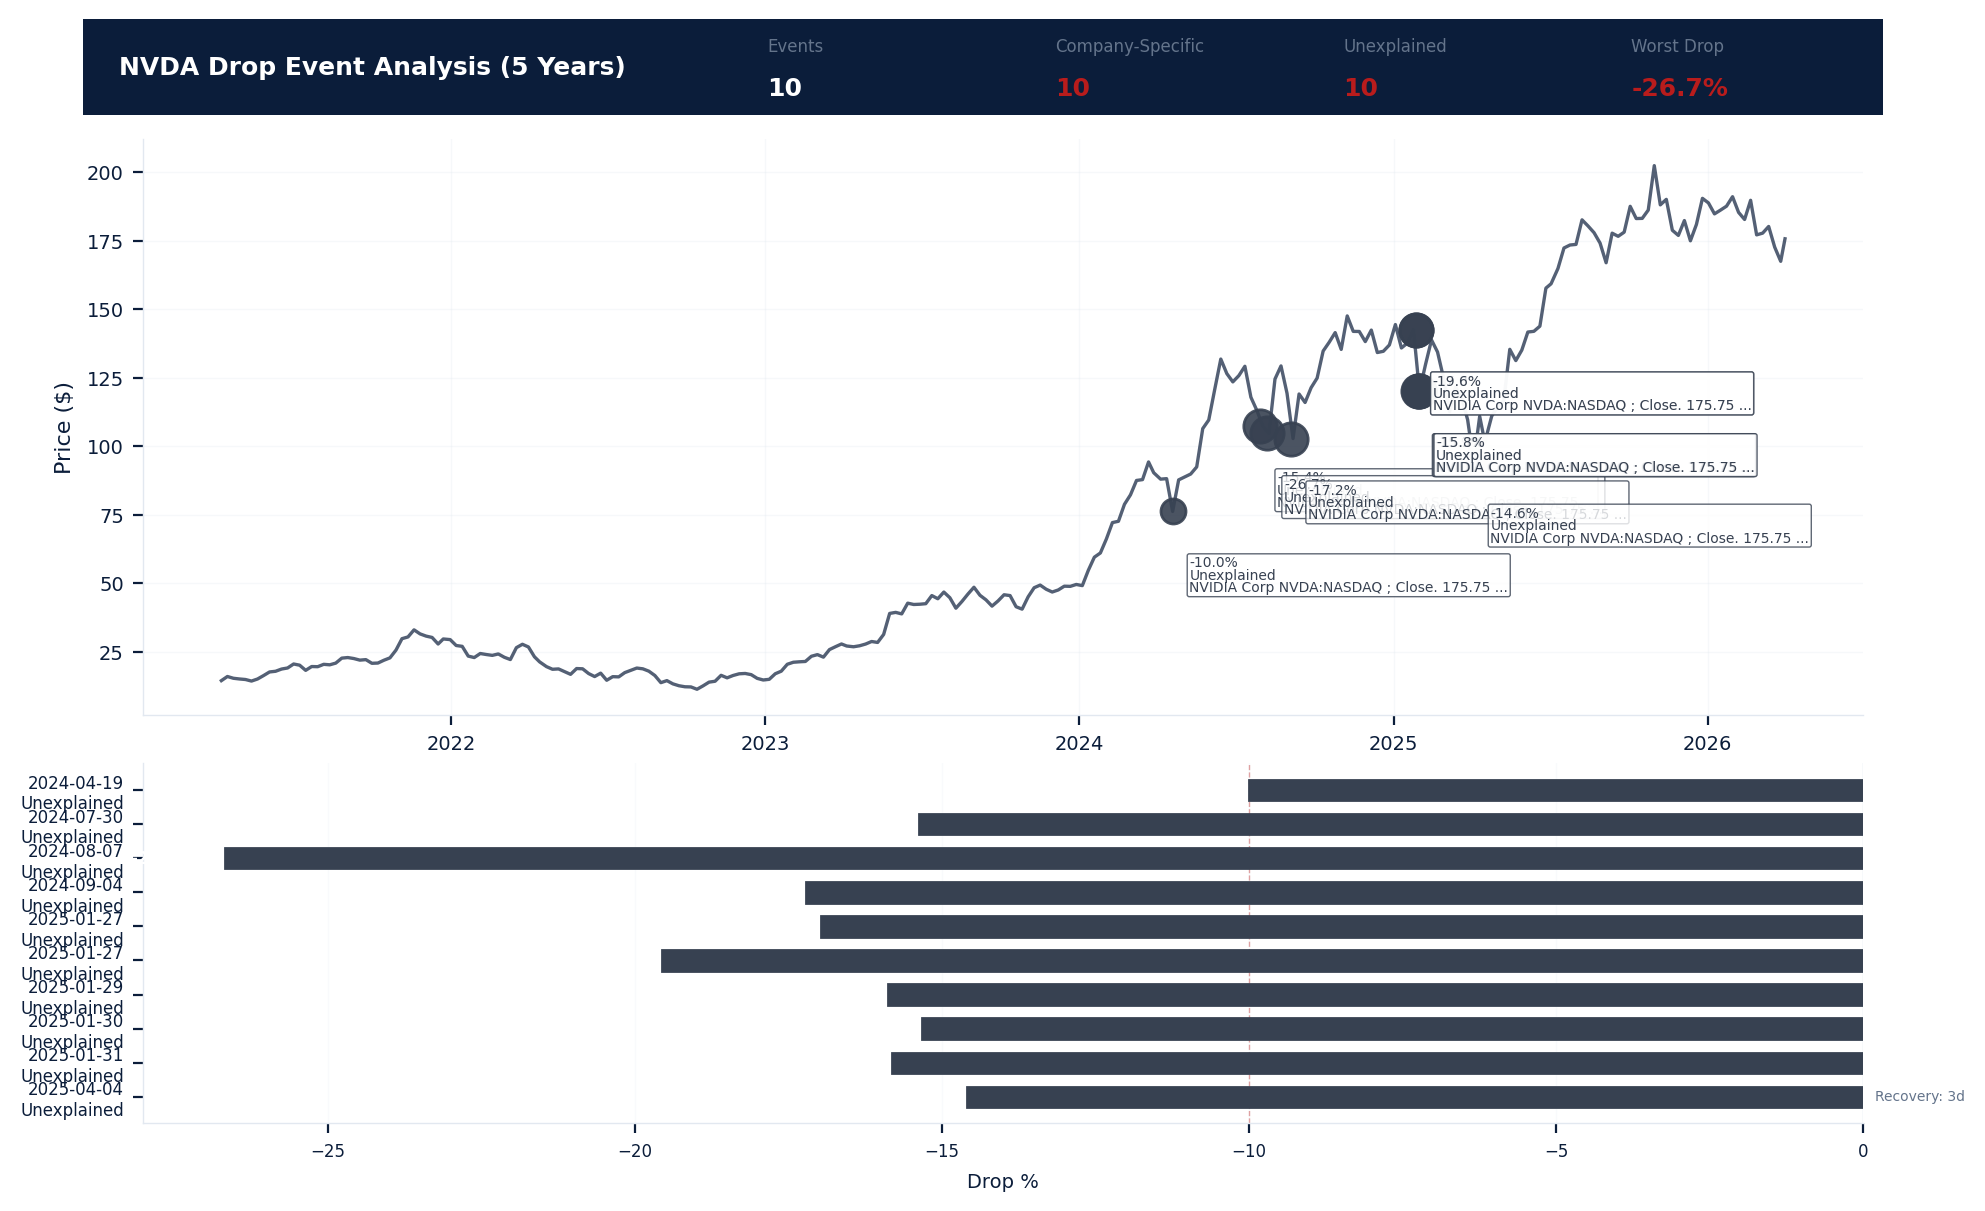 NVDA Drop Event Analysis (5 Years)
Events
10
Company-Specific
10
Unexplained
10
Worst Drop
-26.7%
Price ($)
200
175
150
125
100
75
50
25
-19.6%
Unexplained
NVIDIA Corp NVDA:NASDAQ ; Close. 175.75 ...
-15.8%
Unexplained
NVIDIA Corp NVDA:NASDAQ ; Close. 175.75 ...
-15.4%
-26.7%
-17.2%
Unexplained
NVIDIA Corp NVDA:NASDA
-14.6%
Unexplained
NVIDIA Corp NVDA:NASDAQ ; Close. 175.75 ...
-10.0%
Unexplained
NVIDIA Corp NVDA:NASDAQ ; Close. 175.75 ...
2022
2023
2024
2025
2026
2024-04-19
Unexplained
2024-07-30
Unexplained
2024-08-07
Unexplained
2024-09-04
Unexplained
2025-01-27
Unexplained
2025-01-27
Unexplained
2025-01-29
Unexplained
2025-01-30
Unexplained
2025-01-31
Unexplained
2025-04-04
Unexplained
Recovery: 3d
−25
−20
−15
−10
−5
0
Drop %